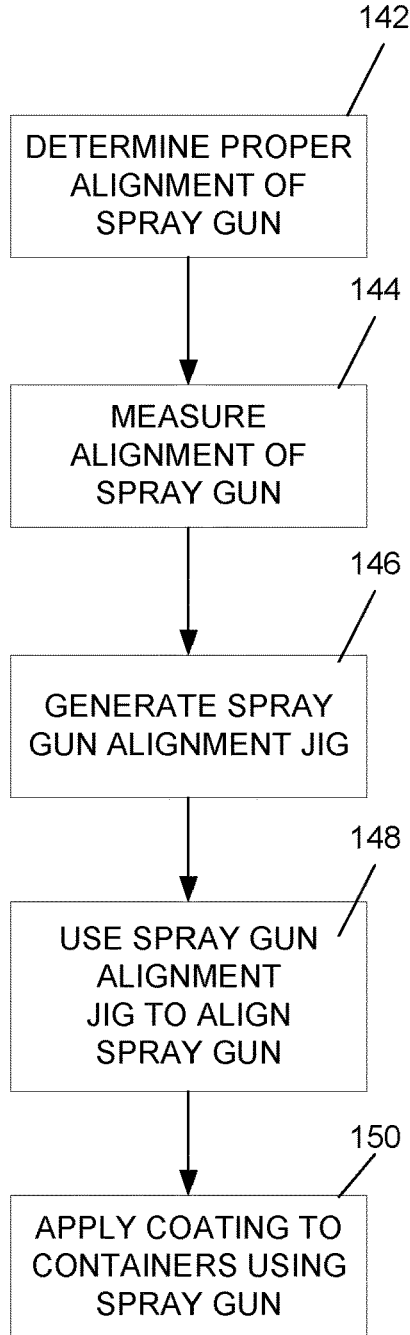 142
DETERMINE PROPER
ALIGNMENT OF
SPRAY GUN
144
MEASURE
ALIGNMENT OF
SPRAY GUN
146
GENERATE SPRAY
GUN ALIGNMENT JIG
148
USE SPRAY GUN
ALIGNMENT
JIG TO ALIGN
SPRAY GUN
150
APPLY COATING TO
CONTAINERS USING
SPRAY GUN